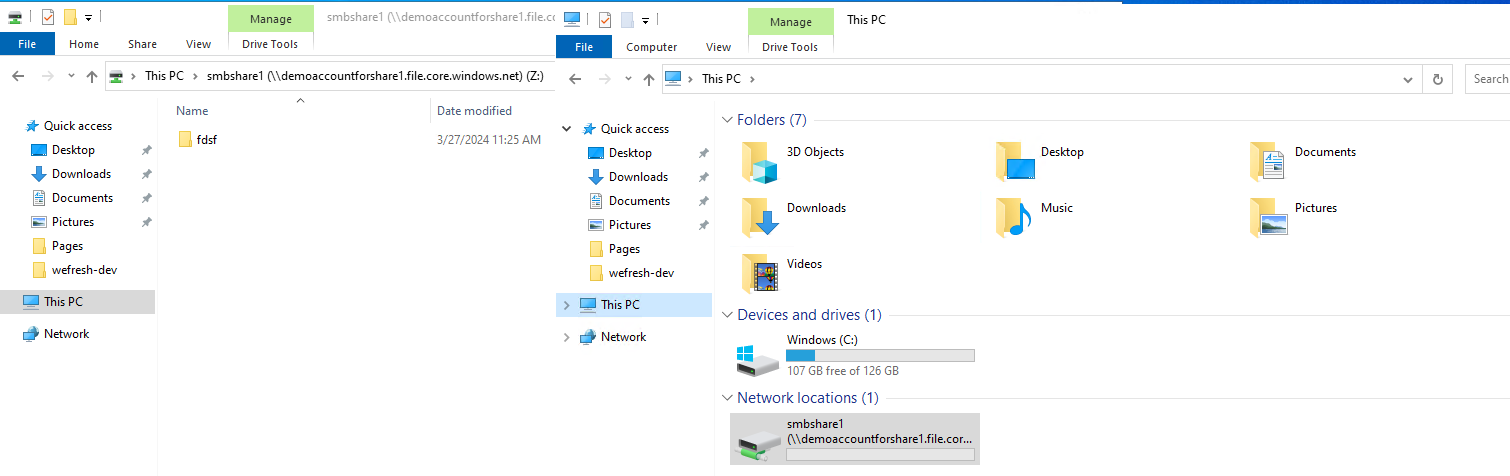 Manage
smbshare1 (\\demoaccountforshare1.file.co
File
Home
Share
View
Drive Tools
This PC
smbshare1 (\\demoaccountforshare1.file.core.windows.net) (Z:)
Name
Date modified
Quick access
Desktop
Downloads
Documents
Pictures
Pages
wefresh-dev
This PC
Network
fdsf
3/27/2024 11:25 AM
Manage
This PC
File
Computer
View
Drive Tools
This PC
Search
Quick access
Desktop
Downloads
Documents
Pictures
Pages
wefresh-dev
This PC
Network
Folders (7)
3D Objects
Desktop
Documents
Downloads
Music
Pictures
Videos
Devices and drives (1)
Windows (C:)
107 GB free of 126 GB
Network locations (1)
smbshare1
(\\demoaccountforshare1.file.cor...